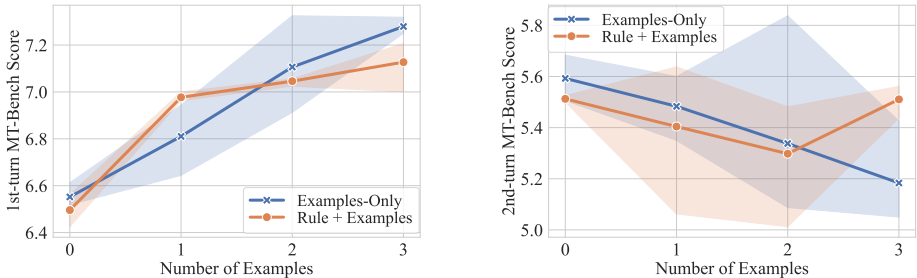 1st-turn MT-Bench Score
7.2
7.0
6.8
6.6
6.4
0
1
2
3
Number of Examples
Examples-Only
Rule + Examples
2nd-turn MT-Bench Score
5.8
5.6
5.4
5.2
5.0
0
1
2
3
Number of Examples
Examples-Only
Rule + Examples